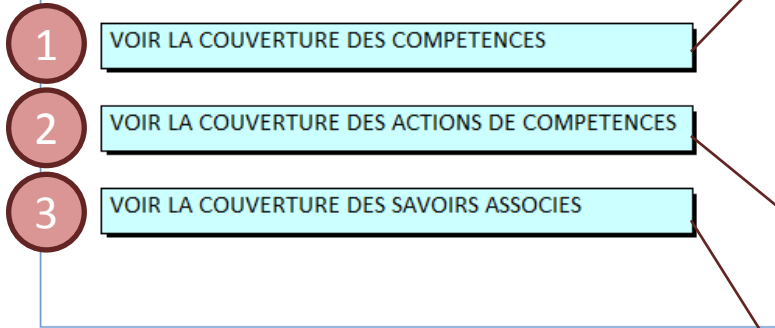 1 VOIR LA COUVERTURE DES COMPETENCES
2 VOIR LA COUVERTURE DES ACTIONS DE COMPETENCES
3 VOIR LA COUVERTURE DES SAVOIRS ASSOCIES